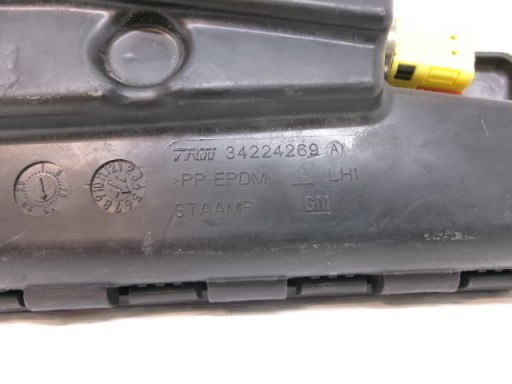 TRW 34224269 A
>PP-EPDM< LH1
STAAMP GM